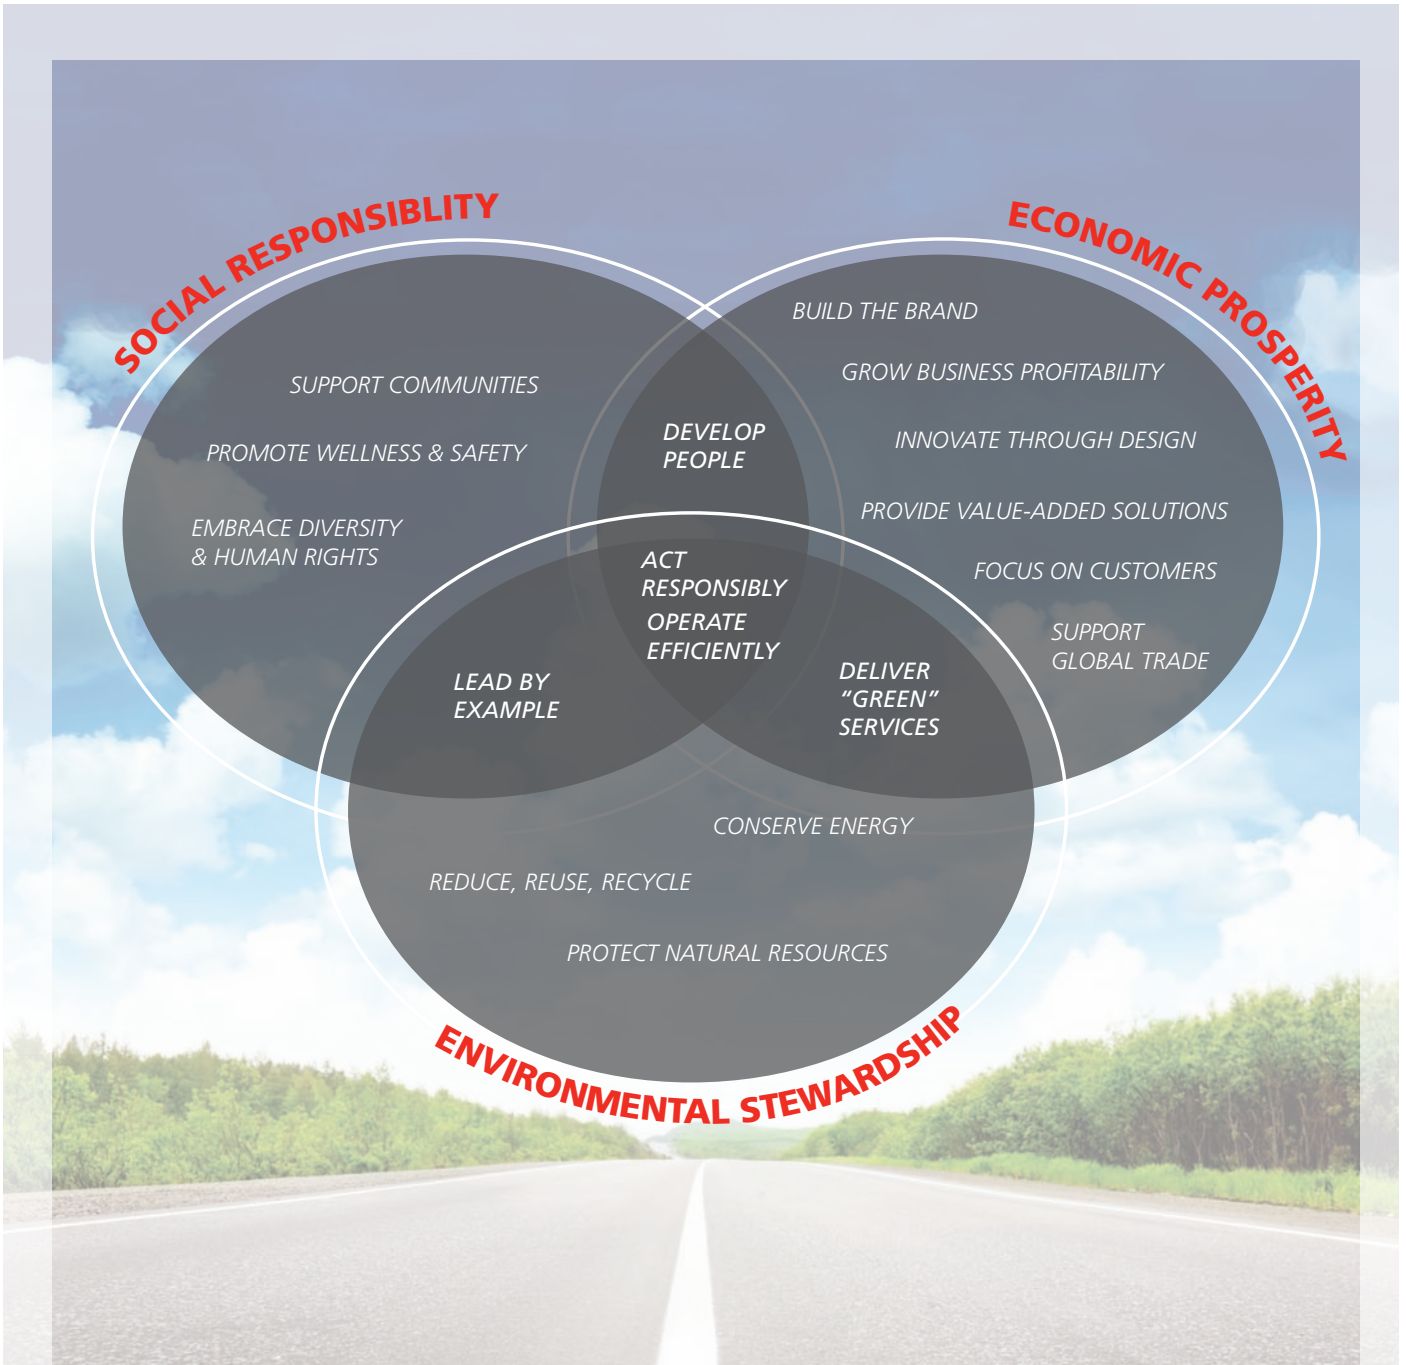 SOCIAL RESPONSIBLITY
SUPPORT COMMUNITIES
PROMOTE WELLNESS & SAFETY
EMBRACE DIVERSITY
& HUMAN RIGHTS
ECONOMIC PROSPERITY
BUILD THE BRAND
GROW BUSINESS PROFITABILITY
INNOVATE THROUGH DESIGN
PROVIDE VALUE-ADDED SOLUTIONS
FOCUS ON CUSTOMERS
SUPPORT
GLOBAL TRADE
DEVELOP
PEOPLE
ACT
RESPONSIBLY
OPERATE
EFFICIENTLY
LEAD BY
EXAMPLE
DELIVER
“GREEN”
SERVICES
CONSERVE ENERGY
REDUCE, REUSE, RECYCLE
PROTECT NATURAL RESOURCES
ENVIRONMENTAL STEWARDSHIP